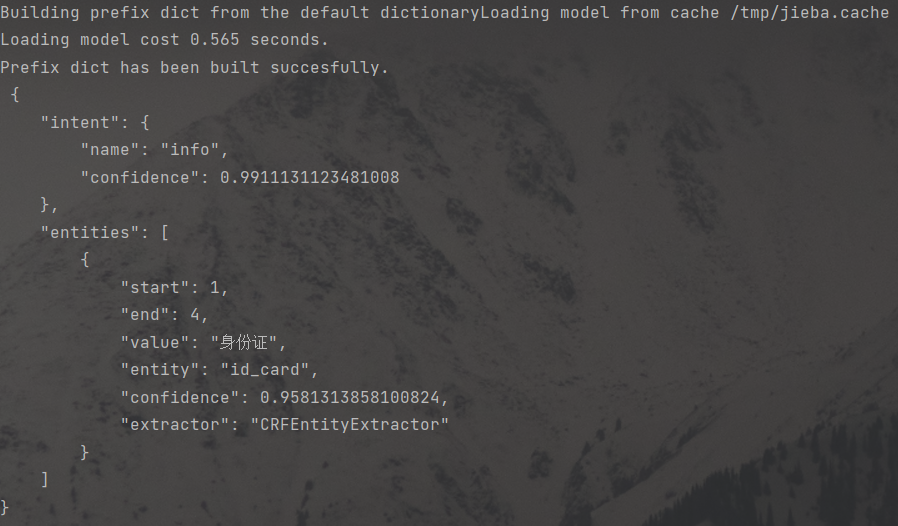 Building prefix dict from the default dictionaryLoading model from cache /tmp/jieba.cache
Loading model cost 0.565 seconds.
Prefix dict has been built succesfully.
{
"intent": {
"name": "info",
"confidence": 0.9911131123481008
},
"entities": [
{
"start": 1,
"end": 4,
"value": "身份证",
"entity": "id_card",
"confidence": 0.9581313858100824,
"extractor": "CRFEntityExtractor"
}
]
}